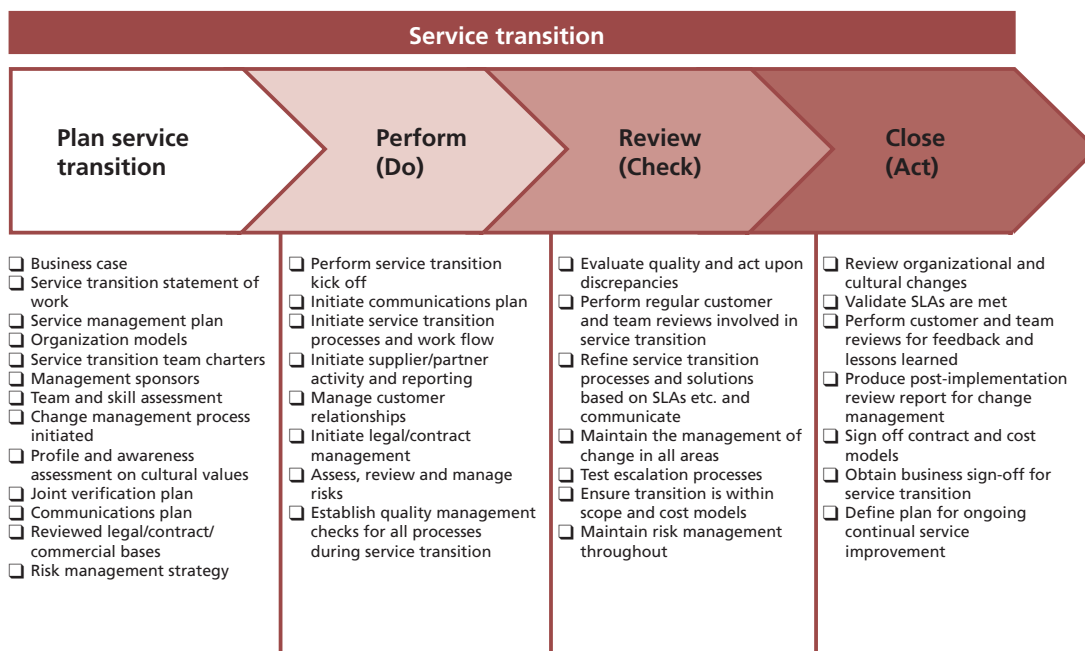 Service transition
Plan service
transition
Perform
(Do)
Review
(Check)
Close
(Act)
❏ Business case
❏ Service transition statement of
work
❏ Service management plan
❏ Organization models
❏ Service transition team charters
❏ Management sponsors
❏ Team and skill assessment
❏ Change management process
initiated
❏ Profile and awareness
assessment on cultural values
❏ Joint verification plan
❏ Communications plan
❏ Reviewed legal/contract/
commercial bases
❏ Risk management strategy
❏ Perform service transition
kick off
❏ Initiate communications plan
❏ Initiate service transition
processes and work flow
❏ Initiate supplier/partner
activity and reporting
❏ Manage customer
relationships
❏ Initiate legal/contract
management
❏ Assess, review and manage
risks
❏ Establish quality management
checks for all processes
during service transition
❏ Evaluate quality and act upon
discrepancies
❏ Perform regular customer
and team reviews involved in
service transition
❏ Refine service transition
processes and solutions
based on SLAs etc. and
communicate
❏ Maintain the management of
change in all areas
❏ Test escalation processes
❏ Ensure transition is within
scope and cost models
❏ Maintain risk management
throughout
❏ Review organizational and
cultural changes
❏ Validate SLAs are met
❏ Perform customer and team
reviews for feedback and
lessons learned
❏ Produce post-implementation
review report for change
management
❏ Sign off contract and cost
models
❏ Obtain business sign-off for
service transition
❏ Define plan for ongoing
continual service
improvement